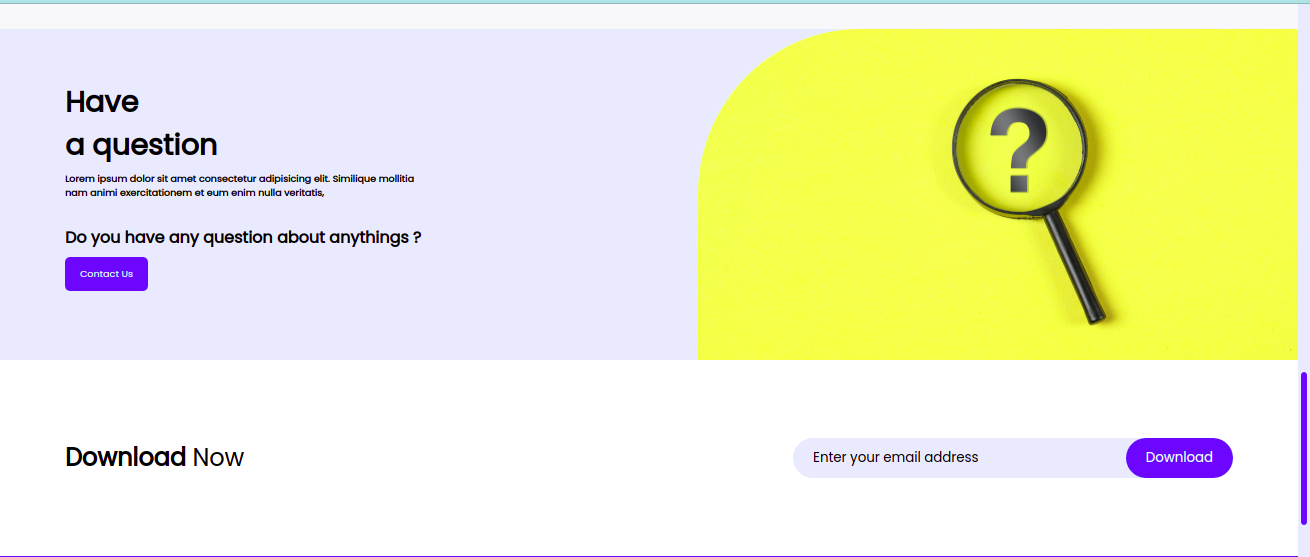 Have
a question
Lorem ipsum dolor sit amet consectetur adipisicing elit. Similique mollitia
nam animi exercitationem et eum enim nulla veritatis,
Do you have any question about anythings ?
Contact Us
?
Download Now
Enter your email address
Download